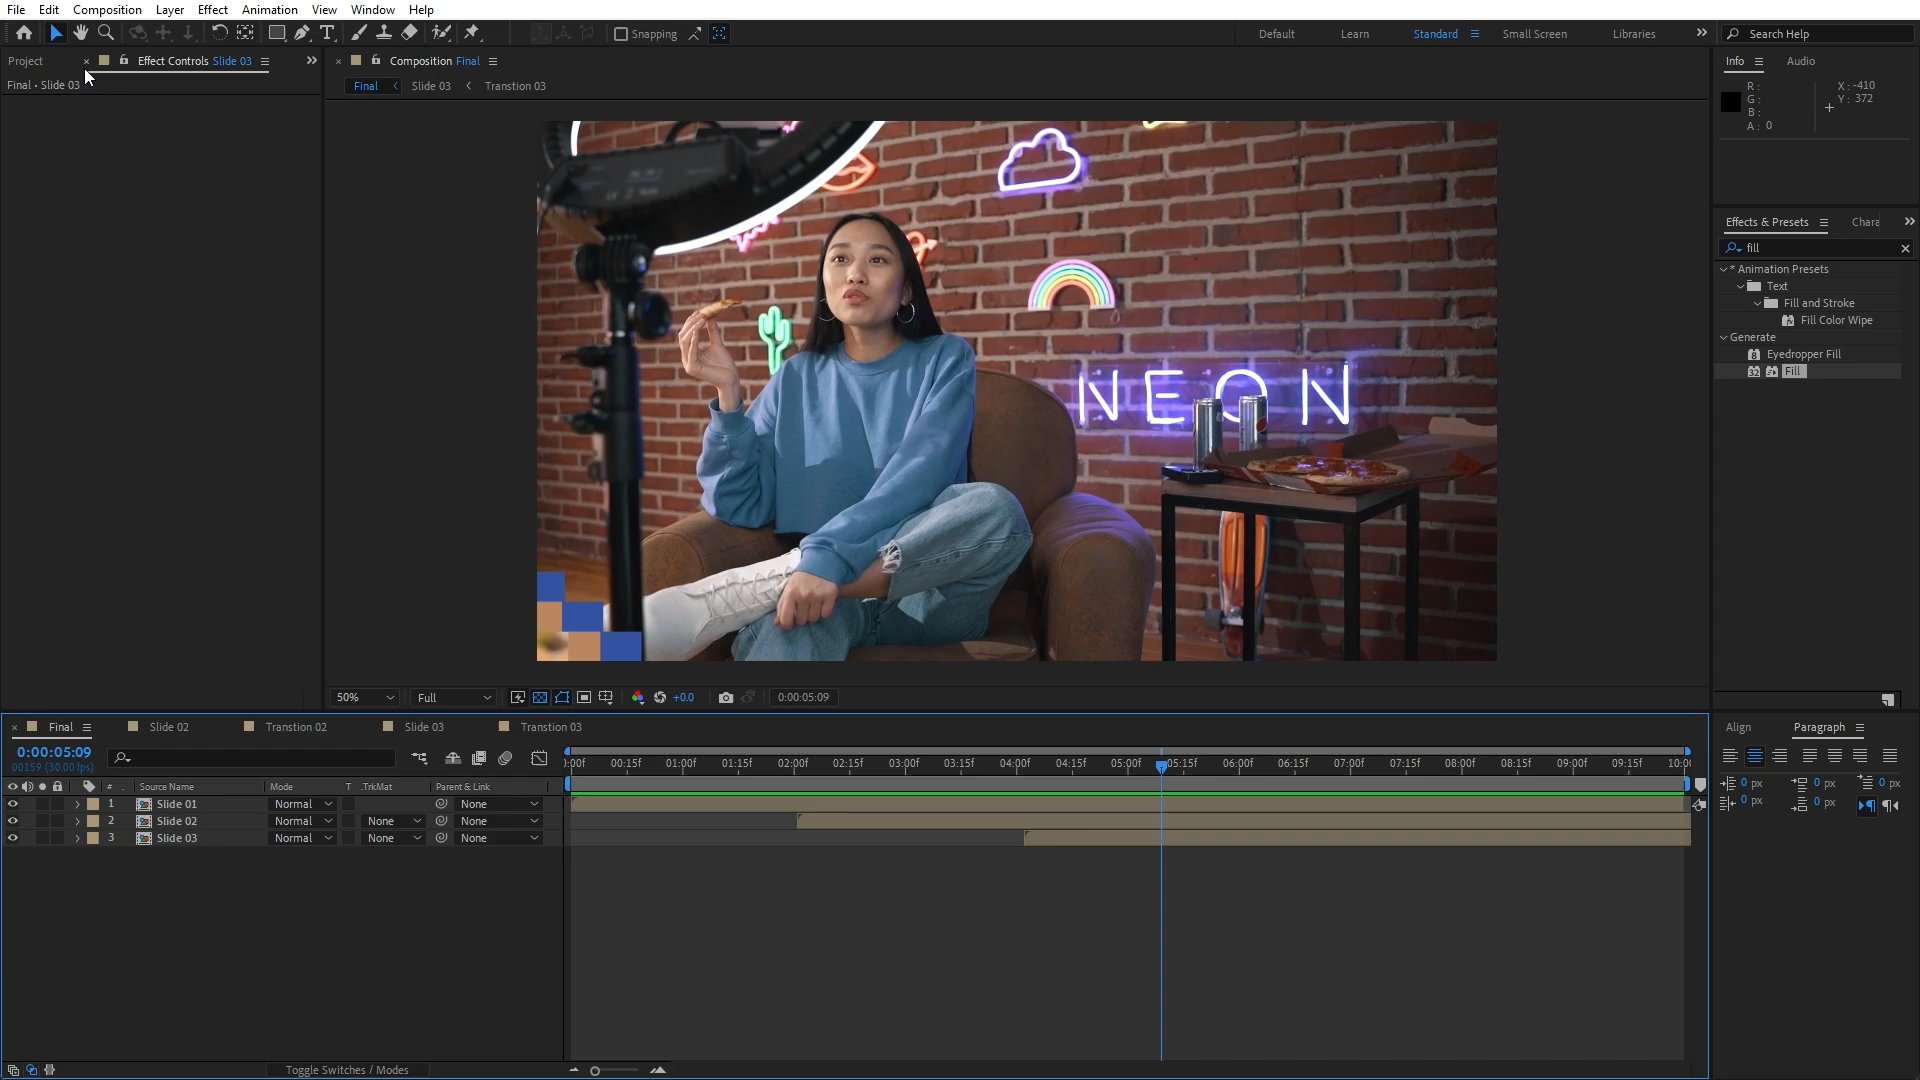 File Edit Composition Layer Effect Animation View Window Help
Snapping
Default Learn Standard Small Screen Libraries
Search Help
Project
Effect Controls Slide 03
Final • Slide 03
Composition Final
Final Slide 03 Transtion 03
NEON
50% Full +0.0 0:00:05:09
Info Audio
R :
G :
B :
A : 0
X : -410
Y : 372
Effects & Presets Chara
fill
* Animation Presets
Text
Fill and Stroke
Fill Color Wipe
Generate
Eyedropper Fill
Fill
Final Slide 02 Transtion 02 Slide 03 Transtion 03
0:00:05:09
00159 (30.00 fps)
# Source Name Mode T .TrkMat Parent & Link
1 Slide 01 Normal None
2 Slide 02 Normal None None
3 Slide 03 Normal None None
:00f 00:15f 01:00f 01:15f 02:00f 02:15f 03:00f 03:15f 04:00f 04:15f 05:00f 05:15f 06:00f 06:15f 07:00f 07:15f 08:00f 08:15f 09:00f 09:15f 10:00
Toggle Switches / Modes
Align Paragraph
0 px 0 px 0 px
0 px 0 px